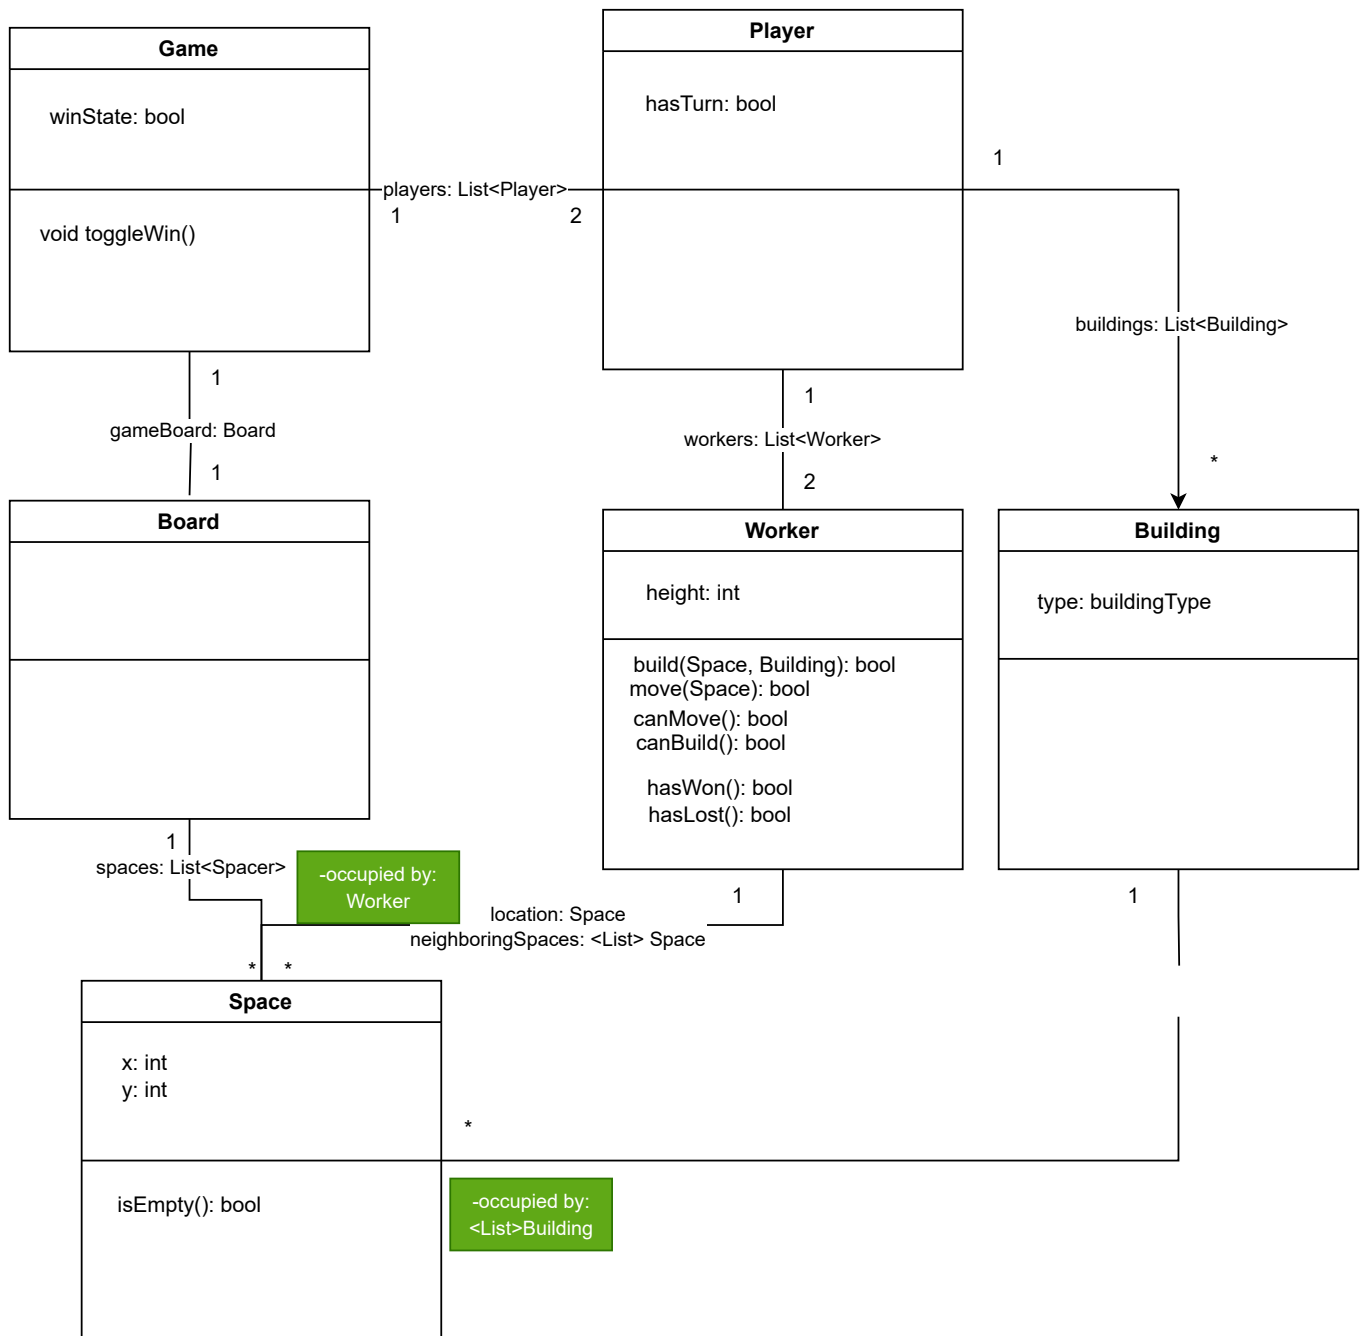 Game
winState: bool
void toggleWin()
players: List<Player>
1
2
Player
hasTurn: bool
1
buildings: List<Building>
*
1
gameBoard: Board
1
1
workers: List<Worker>
2
Board
Worker
height: int
build(Space, Building): bool
move(Space): bool
canMove(): bool
canBuild(): bool
hasWon(): bool
hasLost(): bool
Building
type: buildingType
1
spaces: List<Spacer>
-occupied by:
Worker
1
location: Space
neighboringSpaces: <List> Space
1
*
*
Space
x: int
y: int
isEmpty(): bool
*
-occupied by:
<List>Building